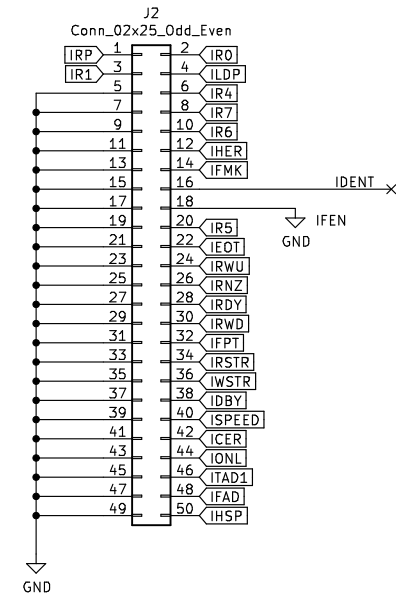 J2
Conn_02x25_Odd_Even
IRP 1 2 IR0
IR1 3 4 ILDP
5 6 IR4
7 8 IR7
9 10 IR6
11 12 IHER
13 14 IFMK
15 16 IDENT
17 18 IFEN
GND
19 20 IR5
21 22 IEOT
23 24 IRWU
25 26 IRNZ
27 28 IRDY
29 30 IRWD
31 32 IFPT
33 34 IRSTR
35 36 IWSTR
37 38 IDBY
39 40 ISPEED
41 42 ICER
43 44 IONL
45 46 ITAD1
47 48 IFAD
49 50 IHSP
GND